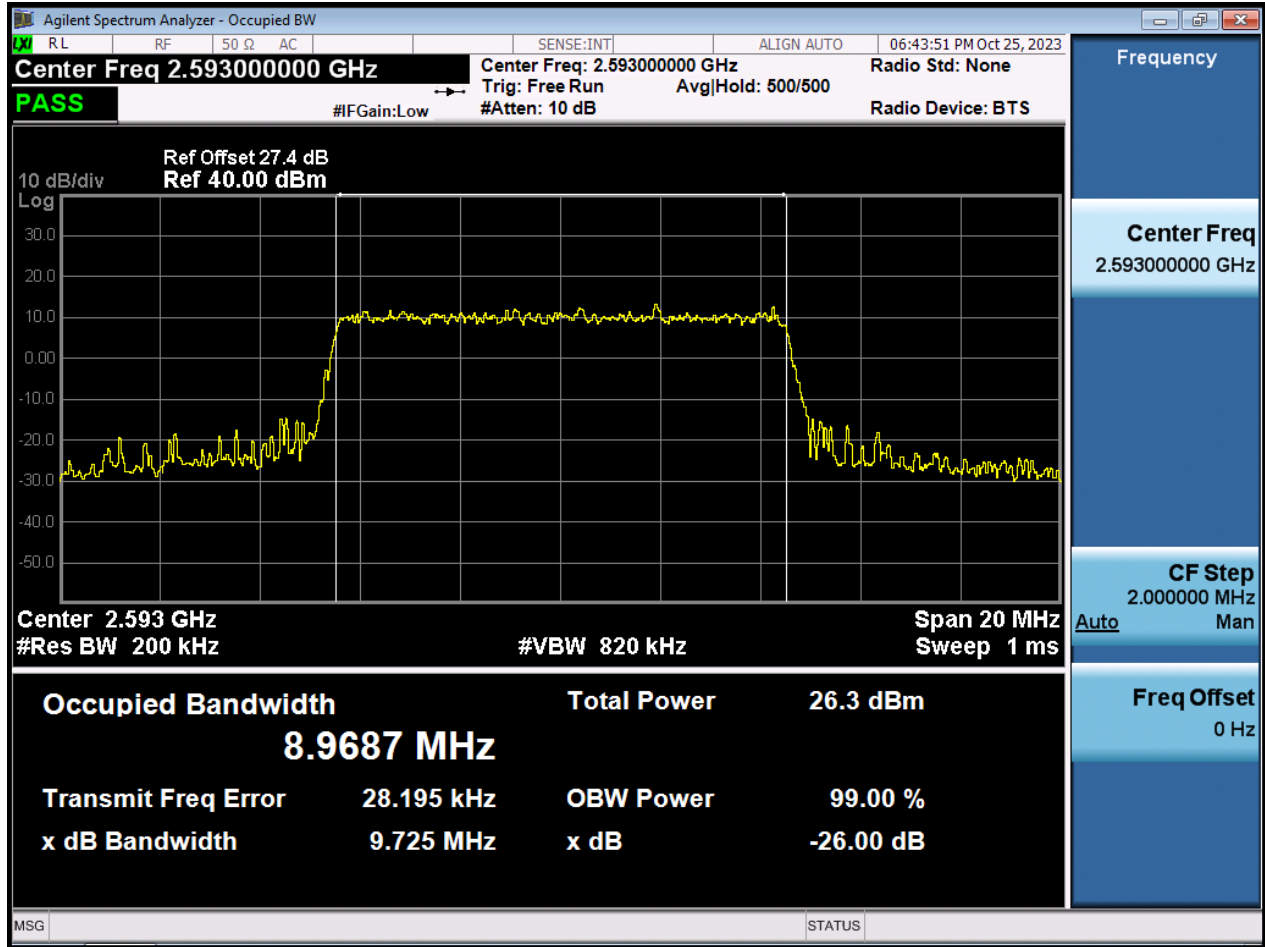 Agilent Spectrum Analyzer - Occupied BW
LXI RL RF 50 Ω AC SENSE:INT ALIGN AUTO 06:43:51 PM Oct 25, 2023
Center Freq 2.593000000 GHz
PASS
#IFGain:Low
Center Freq: 2.593000000 GHz
Trig: Free Run Avg|Hold: 500/500
#Atten: 10 dB
Radio Std: None
Radio Device: BTS
Ref Offset 27.4 dB
10 dB/div Ref 40.00 dBm
Log
30.0
20.0
10.0
0.00
-10.0
-20.0
-30.0
-40.0
-50.0
Center 2.593 GHz Span 20 MHz
#Res BW 200 kHz #VBW 820 kHz Sweep 1 ms
Occupied Bandwidth Total Power 26.3 dBm
8.9687 MHz
Transmit Freq Error 28.195 kHz OBW Power 99.00 %
x dB Bandwidth 9.725 MHz x dB -26.00 dB
Frequency
Center Freq
2.593000000 GHz
CF Step
2.000000 MHz
Auto Man
Freq Offset
0 Hz
MSG STATUS